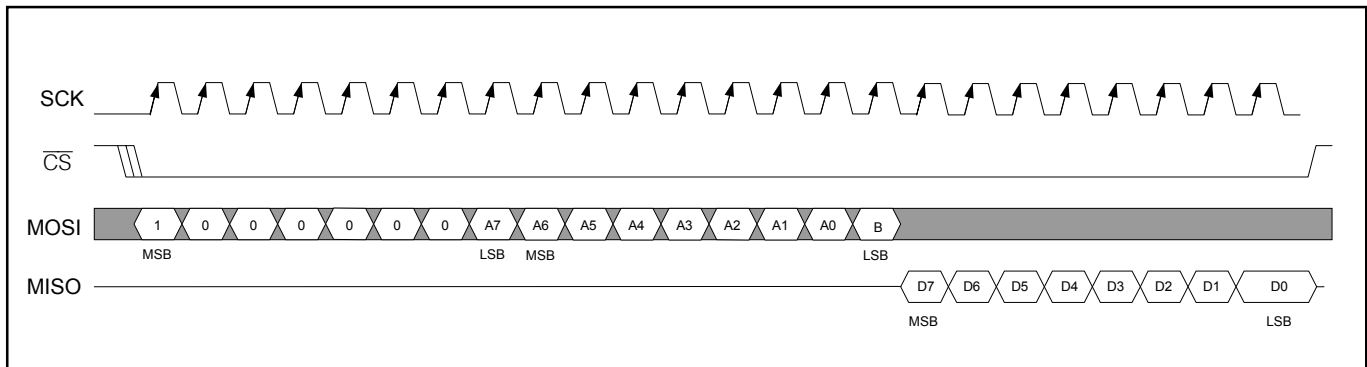 SCK
CS
MOSI 1 0 0 0 0 0 0 A7 A6 A5 A4 A3 A2 A1 A0 B
MSB LSB MSB LSB
MISO D7 D6 D5 D4 D3 D2 D1 D0
MSB LSB